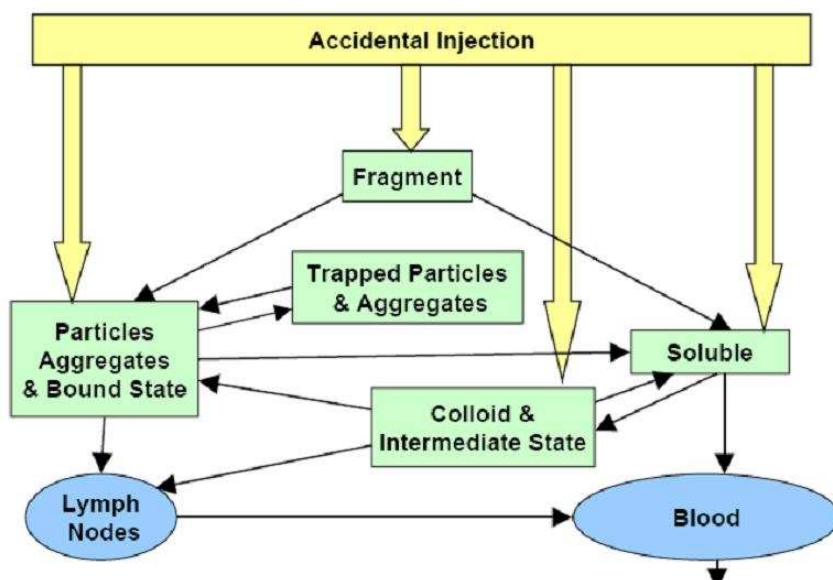 Accidental Injection
Fragment
Trapped Particles
& Aggregates
Particles
Aggregates
& Bound State
Soluble
Colloid &
Intermediate State
Lymph
Nodes
Blood